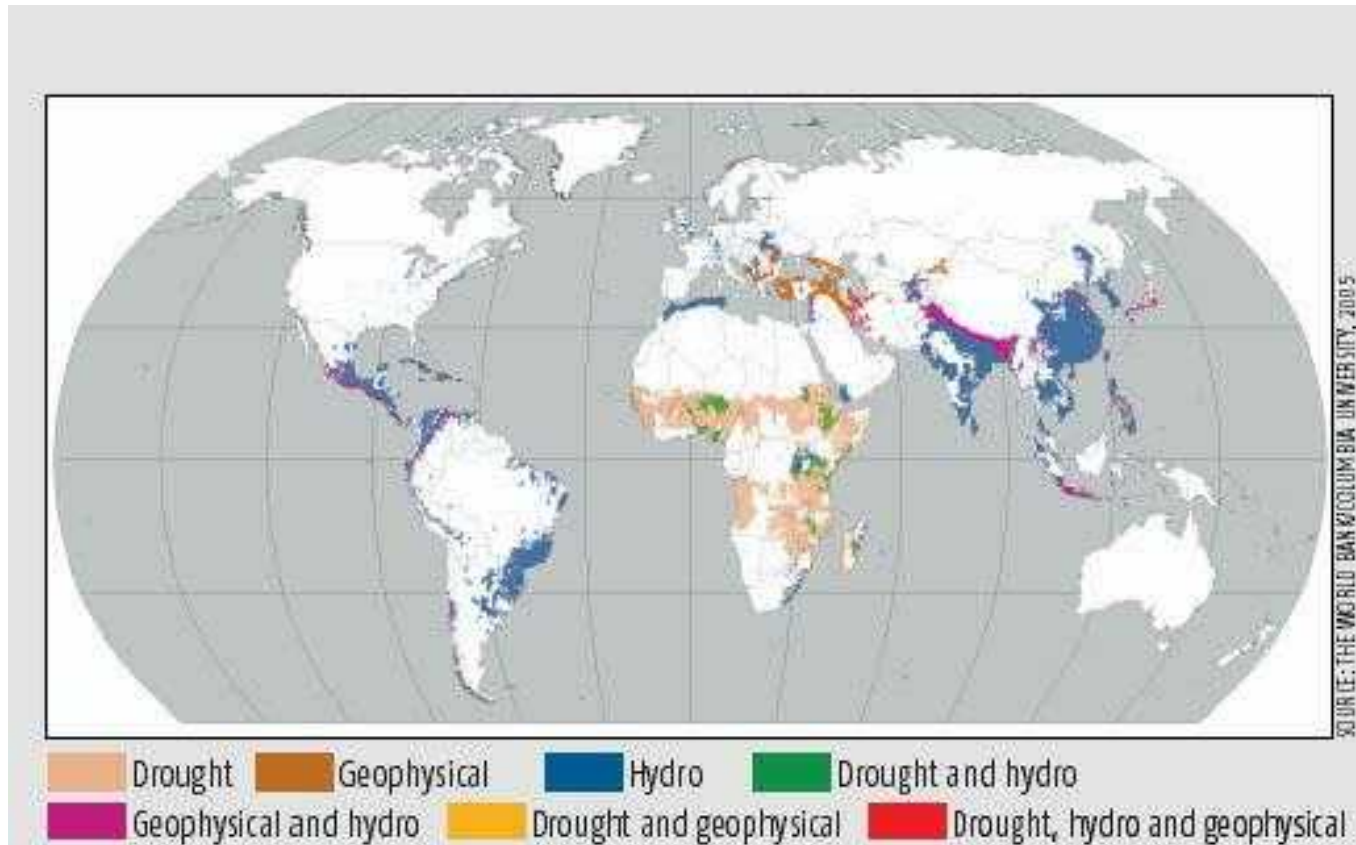 SOURCE: THE WORLD BANK/COLUMBIA UNIVERSITY, 2005
Drought
Geophysical
Hydro
Drought and hydro
Geophysical and hydro
Drought and geophysical
Drought, hydro and geophysical